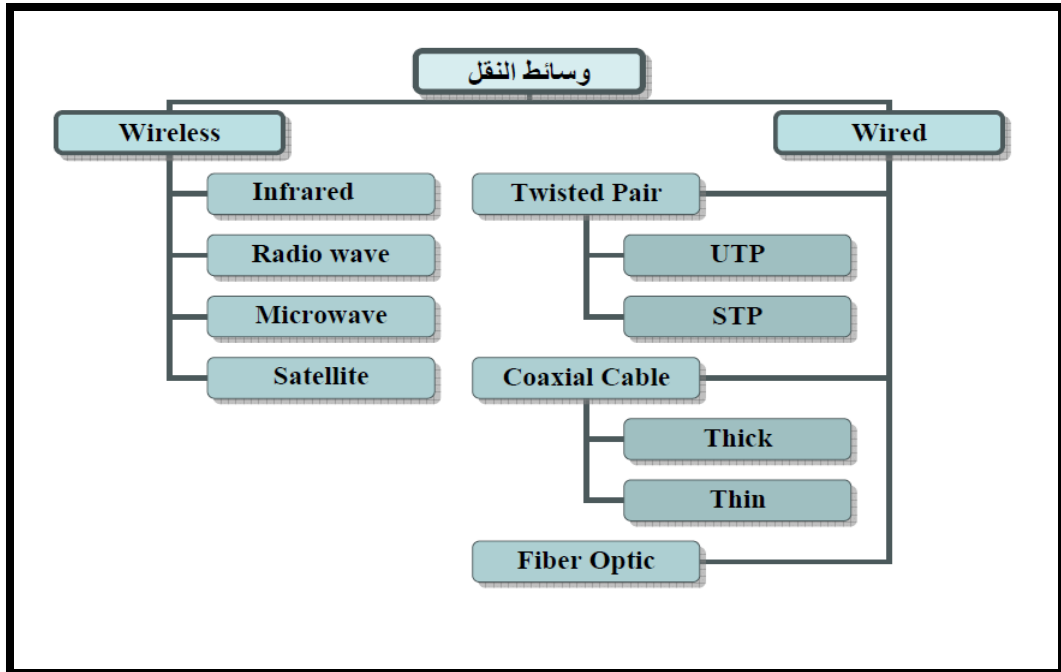 وسائط النقل
Wireless
Wired
Infrared
Radio wave
Microwave
Satellite
Twisted Pair
UTP
STP
Coaxial Cable
Thick
Thin
Fiber Optic